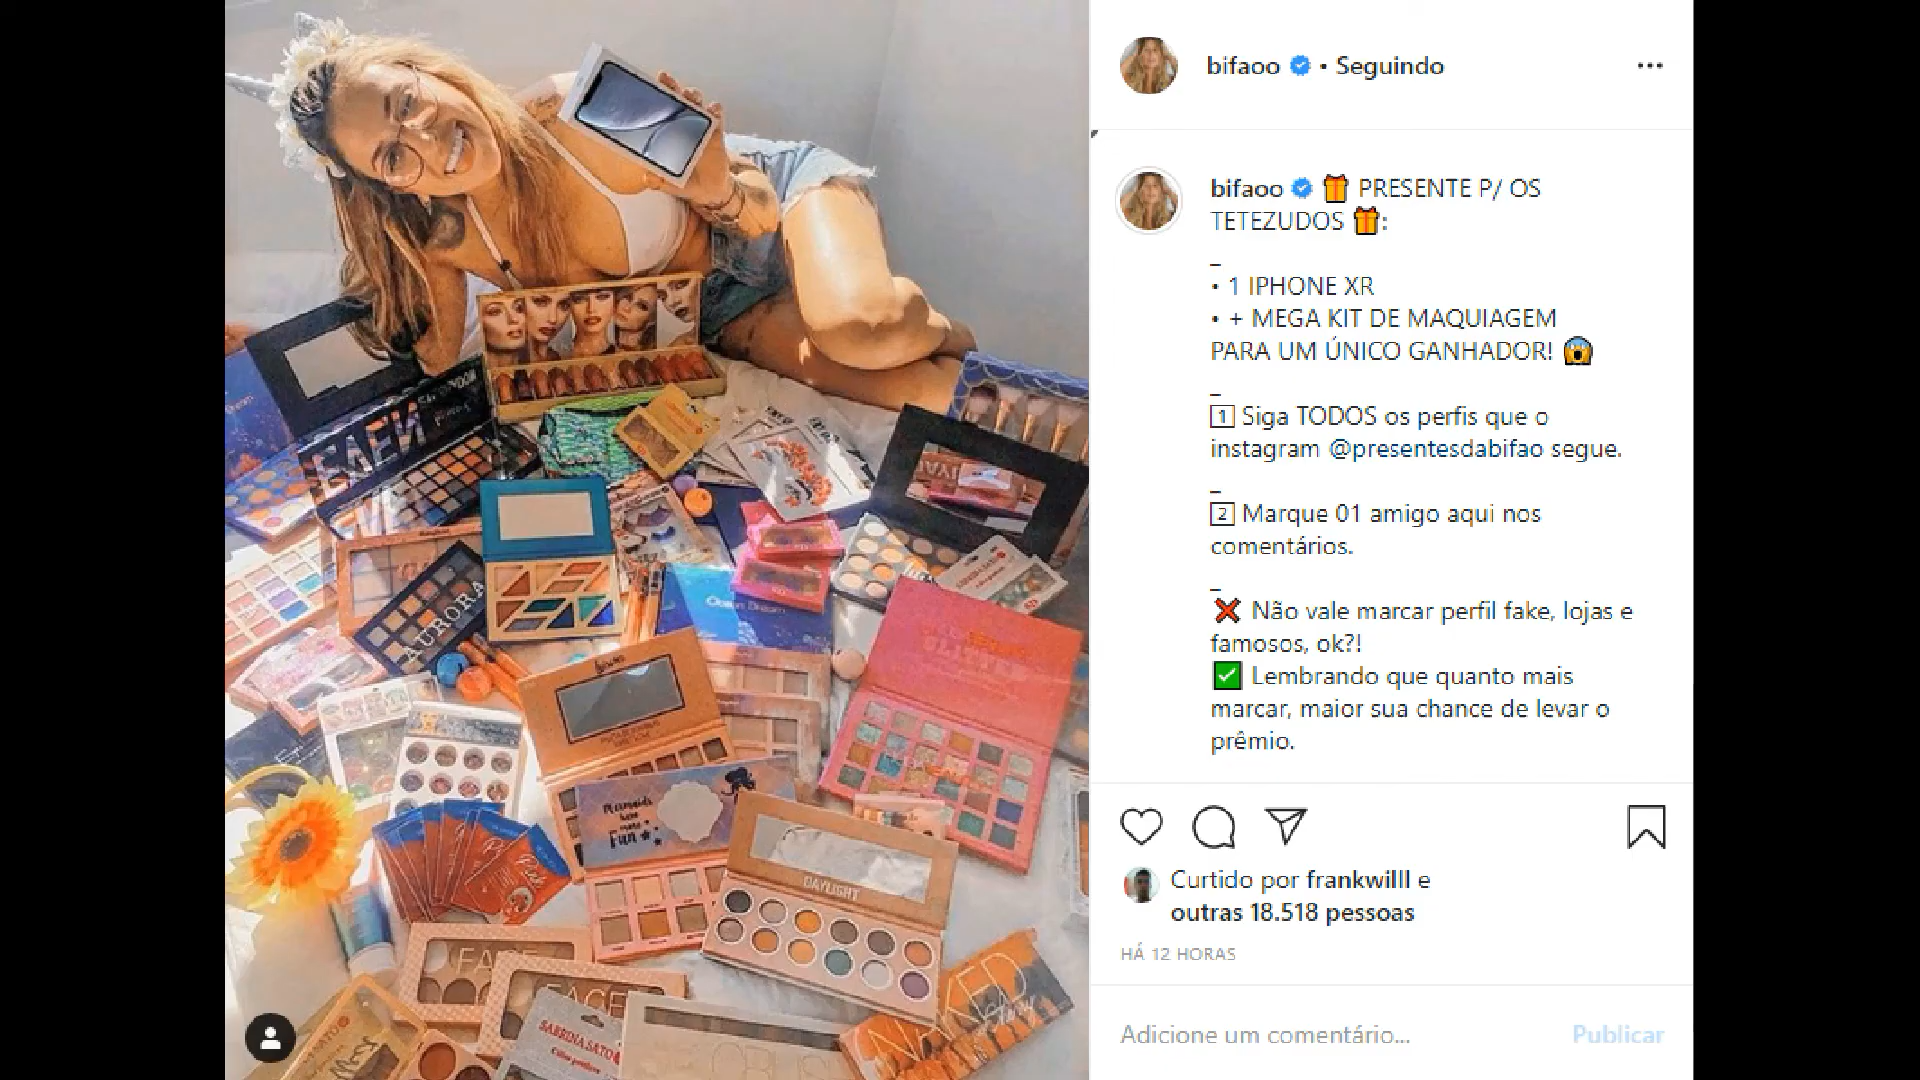 bifaoo • Seguindo
bifaoo 🎁 PRESENTE P/ OS
TETEZUDOS 🎁:
_
• 1 IPHONE XR
• + MEGA KIT DE MAQUIAGEM
PARA UM ÚNICO GANHADOR! 😱
_
1️⃣ Siga TODOS os perfis que o
instagram @presentesdabifao segue.
_
2️⃣ Marque 01 amigo aqui nos
comentários.
_
❌ Não vale marcar perfil fake, lojas e
famosos, ok?!
✅ Lembrando que quanto mais
marcar, maior sua chance de levar o
prêmio.
Curtido por frankwilll e
outras 18.518 pessoas
HÁ 12 HORAS
Adicione um comentário...
Publicar
AURORA
Ocean Dream
Mermaids
have
more
Fun
DAYLIGHT
Pink
FACE
FACE
SABRINA SATO
NAKED